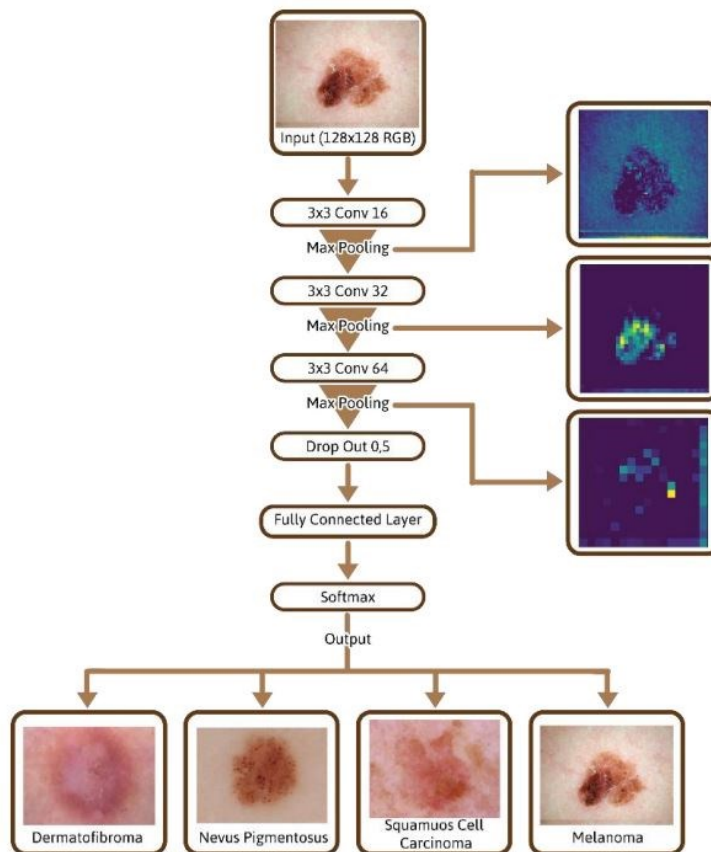 Input (128x128 RGB)
3x3 Conv 16
Max Pooling
3x3 Conv 32
Max Pooling
3x3 Conv 64
Max Pooling
Drop Out 0,5
Fully Connected Layer
Softmax
Output
Dermatofibroma
Nevus Pigmentosus
Squamuos Cell
Carcinoma
Melanoma